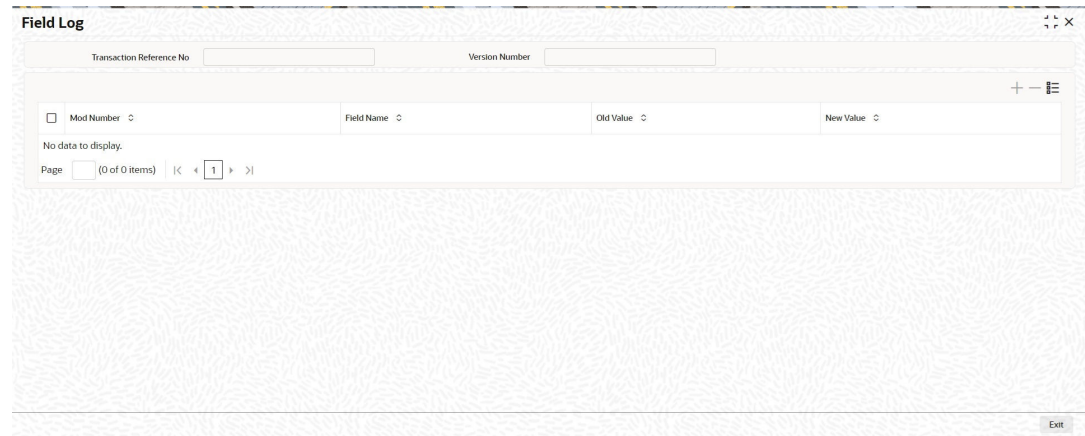 Field Log
Transaction Reference No Version Number
Mod Number Field Name Old Value New Value
No data to display.
Page (0 of 0 items) 1
Exit